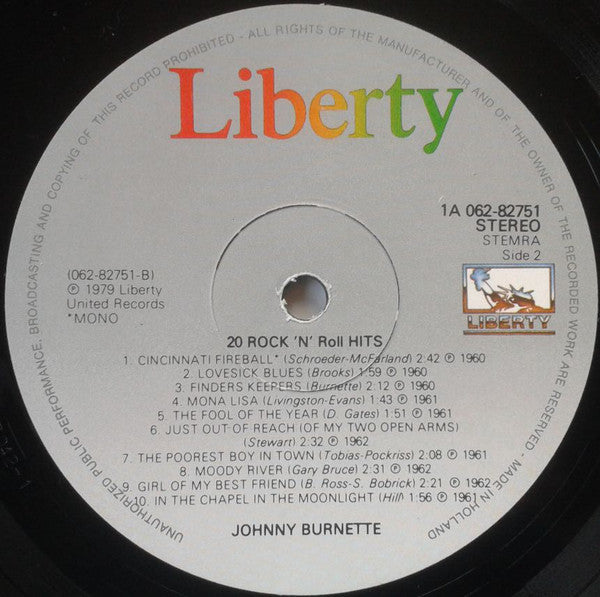 UNAUTHORIZED PUBLIC PERFORMANCE, BROADCASTING AND COPYING OF THIS RECORD PROHIBITED - ALL RIGHTS OF THE MANUFACTURER AND OF THE OWNER OF THE RECORDED WORK ARE RESERVED - MADE IN HOLLAND
Liberty
1A 062-82751
STEREO
STEMRA
Side 2
(062-82751-B)
℗ 1979 Liberty
United Records
*MONO
LIBERTY
20 ROCK 'N' Roll HITS
1. CINCINNATI FIREBALL* (Schroeder-McFarland) 2:42 ℗ 1960
2. LOVESICK BLUES (Brooks) 1:59 ℗ 1960
3. FINDERS KEEPERS (Burnette) 2:12 ℗ 1960
4. MONA LISA (Livingston-Evans) 1:43 ℗ 1961
5. THE FOOL OF THE YEAR (D. Gates) 1:51 ℗ 1961
6. JUST OUT OF REACH (OF MY TWO OPEN ARMS)
(Stewart) 2:32 ℗ 1962
7. THE POOREST BOY IN TOWN (Tobias-Pockriss) 2:08 ℗ 1961
8. MOODY RIVER (Gary Bruce) 2:31 ℗ 1962
9. GIRL OF MY BEST FRIEND (B. Ross-S. Bobrick) 2:21 ℗ 1962
10. IN THE CHAPEL IN THE MOONLIGHT (Hill) 1:56 ℗ 1961
JOHNNY BURNETTE